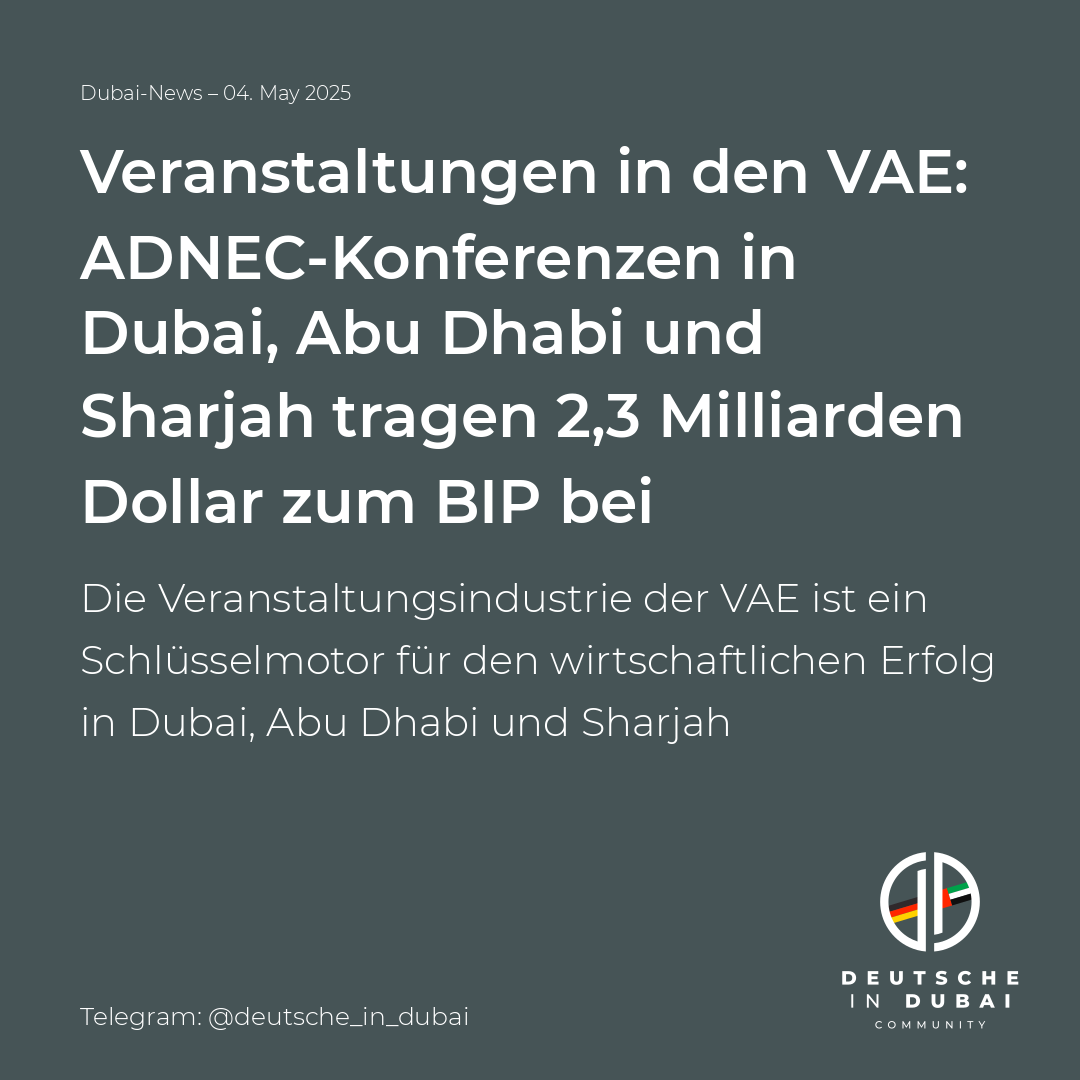 Dubai-News – 04. May 2025
Veranstaltungen in den VAE:
ADNEC-Konferenzen in
Dubai, Abu Dhabi und
Sharjah tragen 2,3 Milliarden
Dollar zum BIP bei
Die Veranstaltungsindustrie der VAE ist ein
Schlüsselmotor für den wirtschaftlichen Erfolg
in Dubai, Abu Dhabi und Sharjah
DEUTSCHE
IN DUBAI
COMMUNITY
Telegram: @deutsche_in_dubai